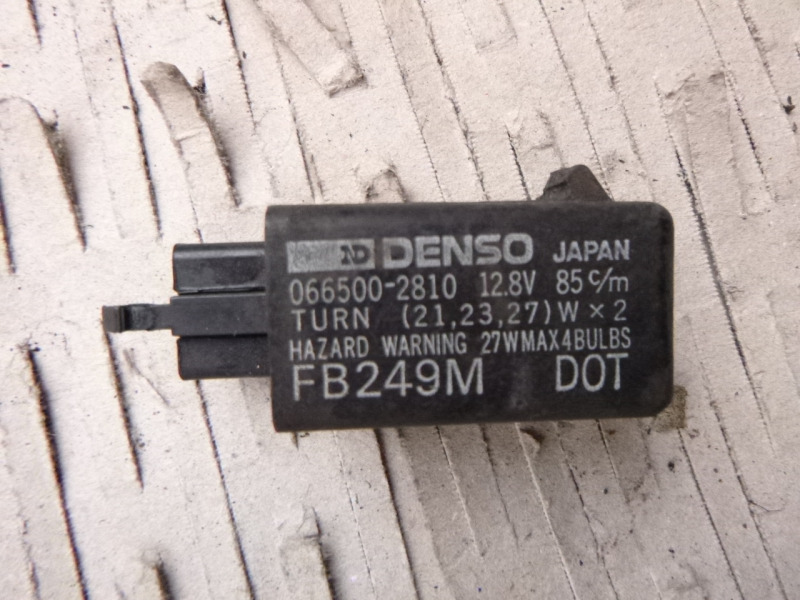 ND DENSO JAPAN
066500-2810 12.8V 85 c/m
TURN (21,23,27)W × 2
HAZARD WARNING 27WMAX4BULBS
FB249M DOT